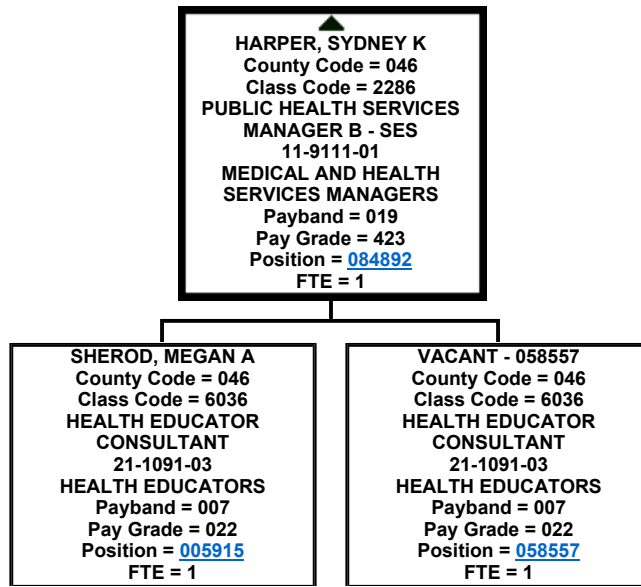 HARPER, SYDNEY K
County Code = 046
Class Code = 2286
PUBLIC HEALTH SERVICES
MANAGER B - SES
11-9111-01
MEDICAL AND HEALTH
SERVICES MANAGERS
Payband = 019
Pay Grade = 423
Position = 084892
FTE = 1
SHEROD, MEGAN A
County Code = 046
Class Code = 6036
HEALTH EDUCATOR
CONSULTANT
21-1091-03
HEALTH EDUCATORS
Payband = 007
Pay Grade = 022
Position = 005915
FTE = 1
VACANT - 058557
County Code = 046
Class Code = 6036
HEALTH EDUCATOR
CONSULTANT
21-1091-03
HEALTH EDUCATORS
Payband = 007
Pay Grade = 022
Position = 058557
FTE = 1